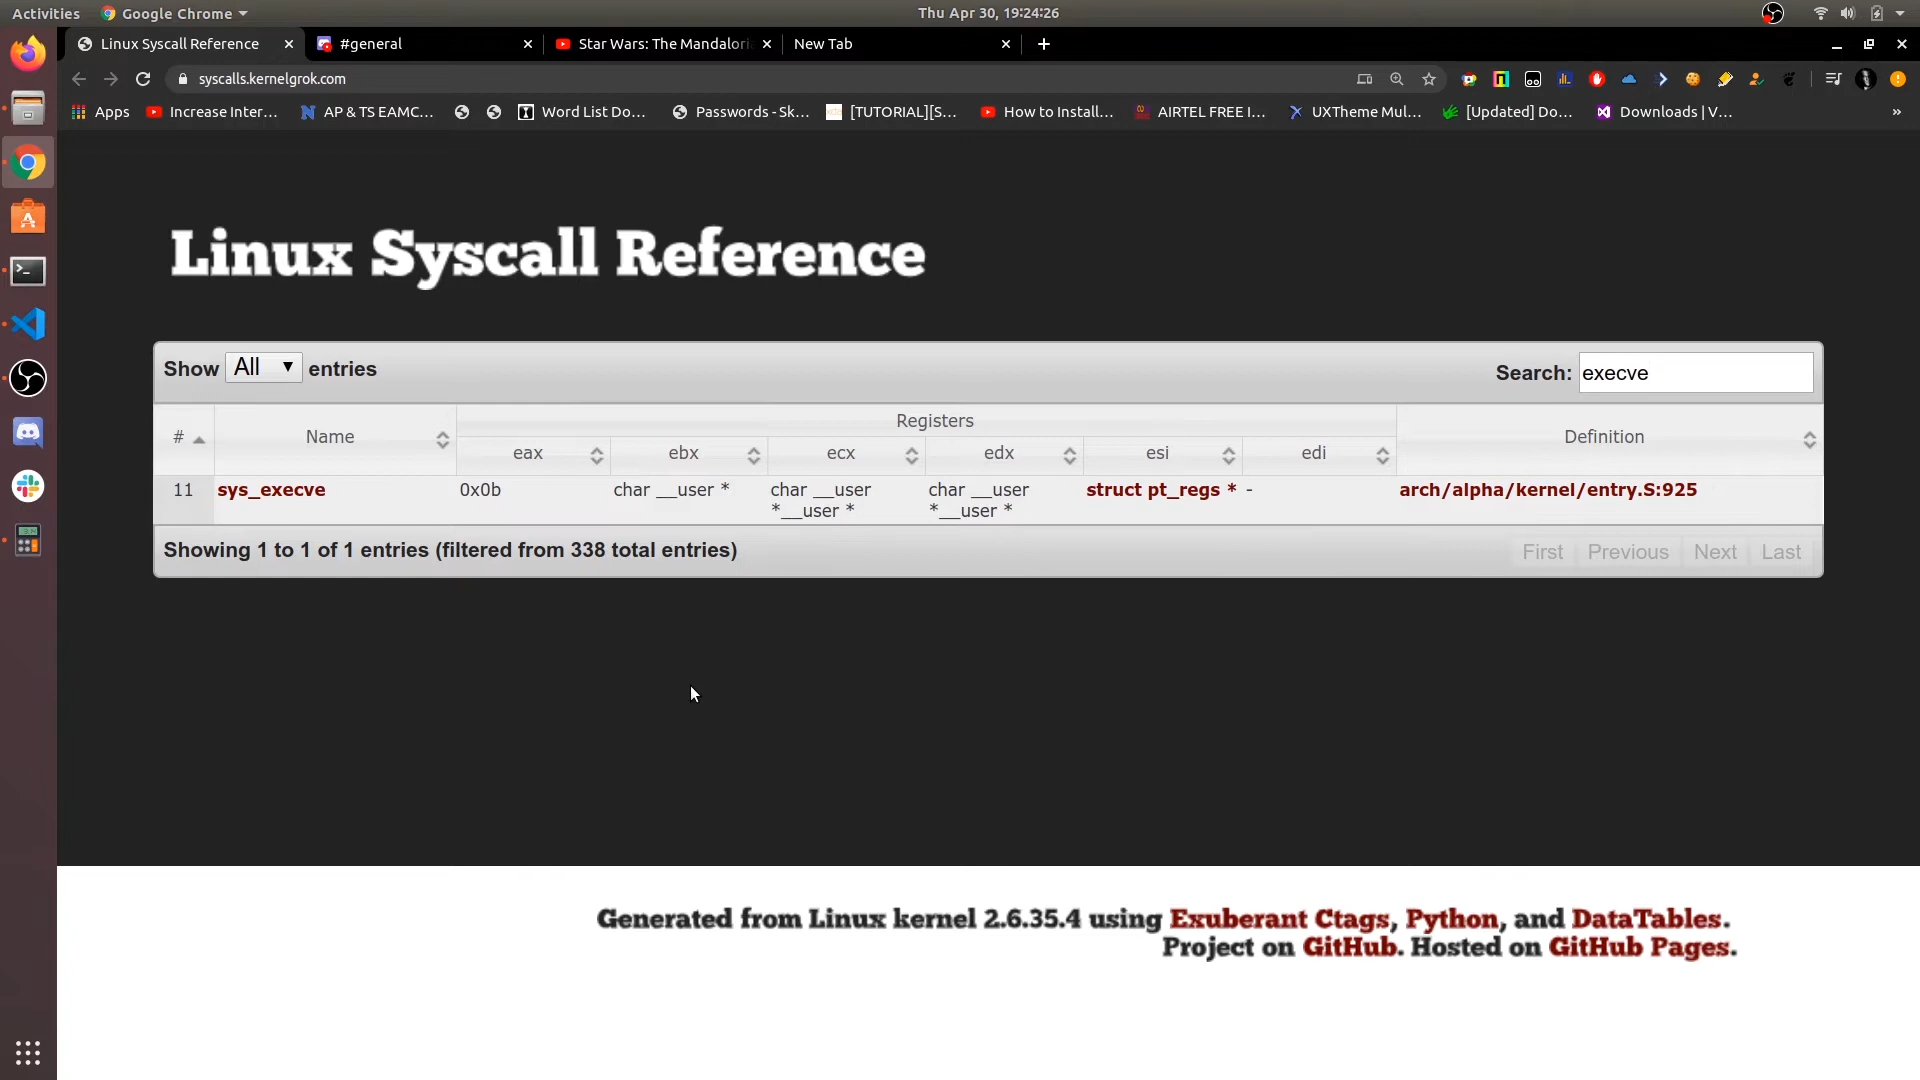 Activities Google Chrome Thu Apr 30, 19:24:26
Linux Syscall Reference #general Star Wars: The Mandalori New Tab
syscalls.kernelgrok.com
Apps Increase Inter... AP & TS EAMC... Word List Do... Passwords - Sk... [TUTORIAL][S... How to Install... AIRTEL FREE I... UXTheme Mul... [Updated] Do... Downloads | V... »
Linux Syscall Reference
Show All entries Search: execve
Registers
# Name Definition
eax ebx ecx edx esi edi
11 sys_execve 0x0b char __user * char __user char __user struct pt_regs * - arch/alpha/kernel/entry.S:925
*__user * *__user *
Showing 1 to 1 of 1 entries (filtered from 338 total entries) First Previous Next Last
Generated from Linux kernel 2.6.35.4 using Exuberant Ctags, Python, and DataTables.
Project on GitHub. Hosted on GitHub Pages.